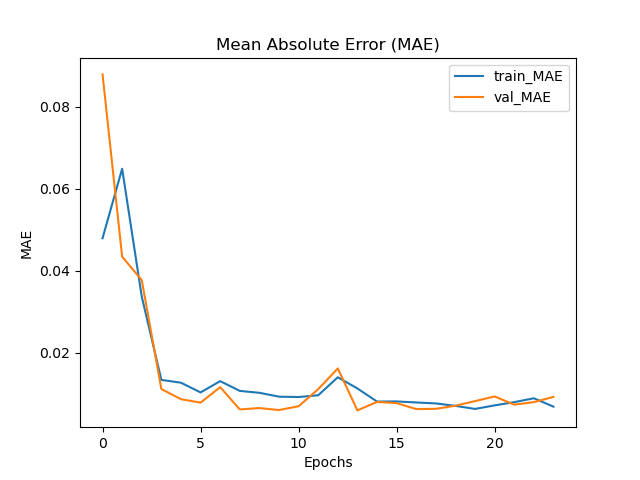 Mean Absolute Error (MAE)
train_MAE
val_MAE
0.08
0.06
0.04
0.02
MAE
0 5 10 15 20
Epochs